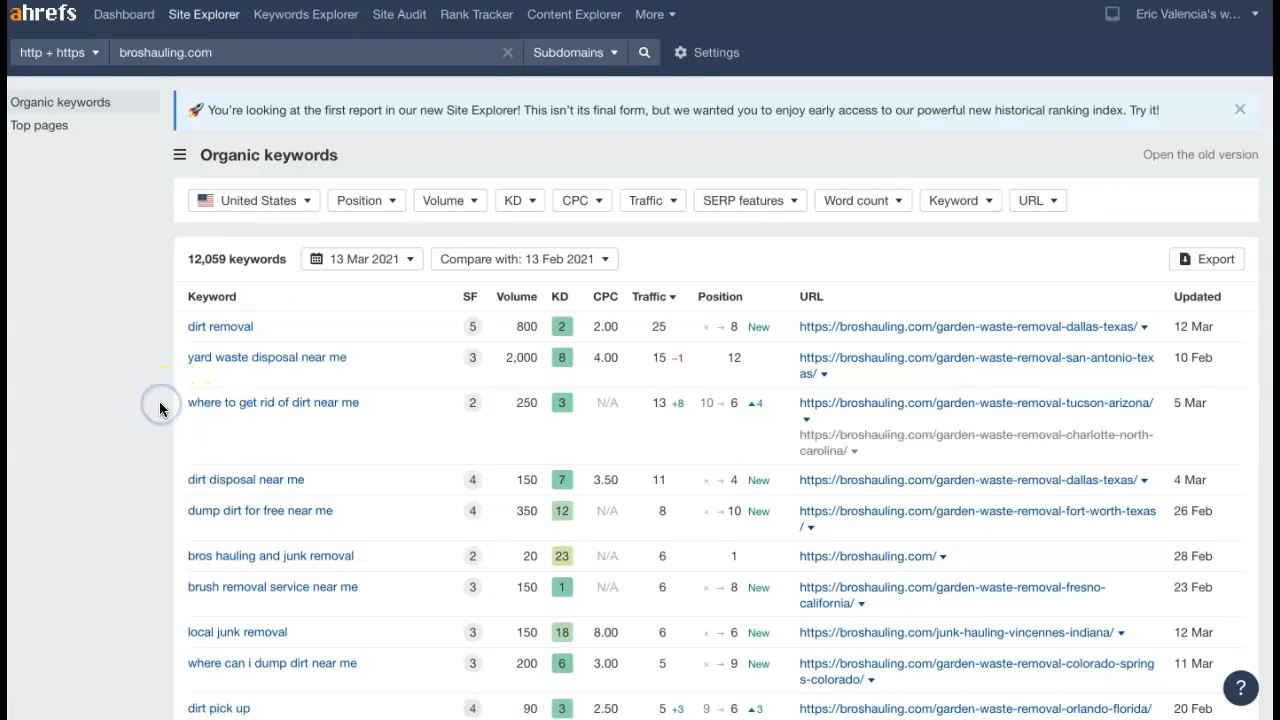 ahrefs Dashboard Site Explorer Keywords Explorer Site Audit Rank Tracker Content Explorer More Eric Valencia's w...
http + https broshauling.com Subdomains Settings
Organic keywords
Top pages
You're looking at the first report in our new Site Explorer! This isn't its final form, but we wanted you to enjoy early access to our powerful new historical ranking index. Try it!
Organic keywords Open the old version
United States Position Volume KD CPC Traffic SERP features Word count Keyword URL
12,059 keywords 13 Mar 2021 Compare with: 13 Feb 2021 Export
Keyword SF Volume KD CPC Traffic Position URL Updated
dirt removal 5 800 2 2.00 25 × → 8 New https://broshauling.com/garden-waste-removal-dallas-texas/ 12 Mar
yard waste disposal near me 3 2,000 8 4.00 15 −1 12 https://broshauling.com/garden-waste-removal-san-antonio-tex 10 Feb
as/
where to get rid of dirt near me 2 250 3 N/A 13 +8 10 → 6 ▲4 https://broshauling.com/garden-waste-removal-tucson-arizona/ 5 Mar
https://broshauling.com/garden-waste-removal-charlotte-north-
carolina/
dirt disposal near me 4 150 7 3.50 11 × → 4 New https://broshauling.com/garden-waste-removal-dallas-texas/ 4 Mar
dump dirt for free near me 4 350 12 N/A 8 × → 10 New https://broshauling.com/garden-waste-removal-fort-worth-texas 26 Feb
/
bros hauling and junk removal 2 20 23 N/A 6 1 https://broshauling.com/ 28 Feb
brush removal service near me 3 150 1 N/A 6 × → 8 New https://broshauling.com/garden-waste-removal-fresno- 23 Feb
california/
local junk removal 3 150 18 8.00 6 × → 6 New https://broshauling.com/junk-hauling-vincennes-indiana/ 12 Mar
where can i dump dirt near me 3 200 6 3.00 5 × → 9 New https://broshauling.com/garden-waste-removal-colorado-spring 11 Mar
s-colorado/
?
dirt pick up 4 90 3 2.50 5 +3 9 → 6 ▲3 https://broshauling.com/garden-waste-removal-orlando-florida/ 20 Feb